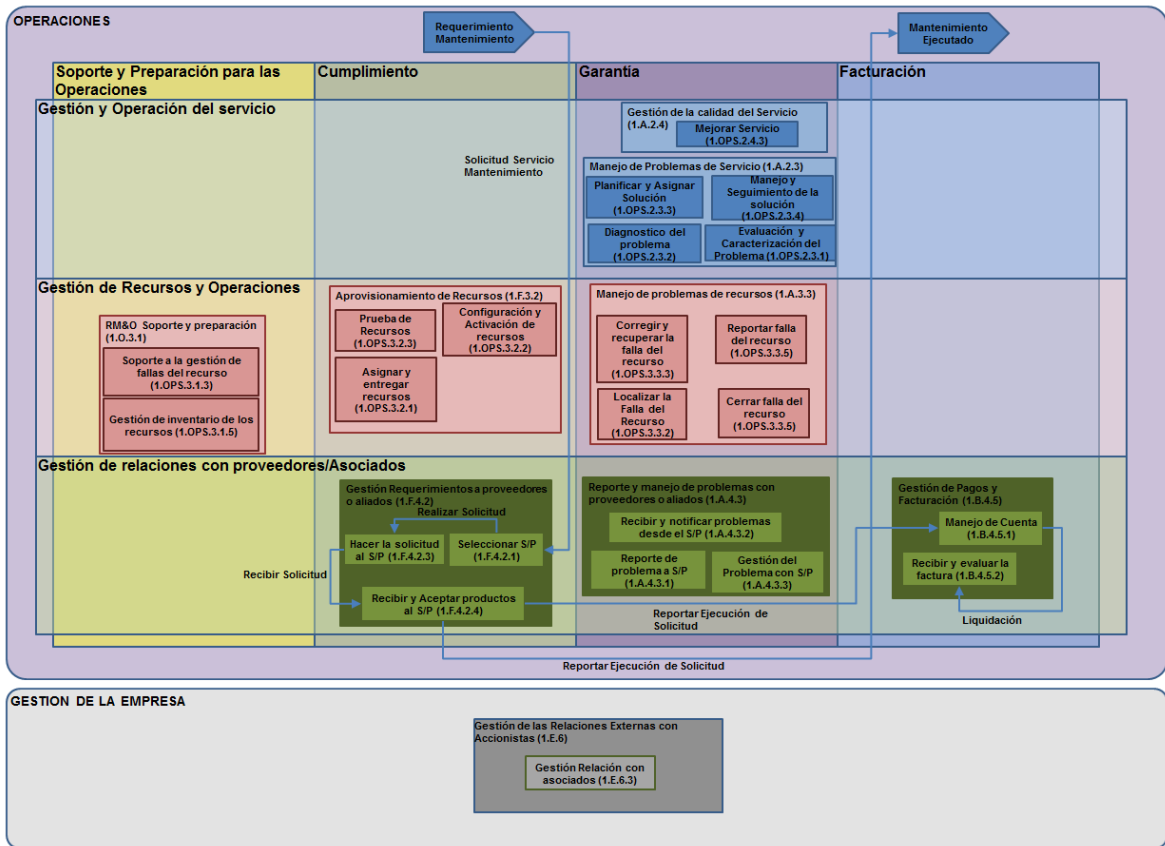 OPERACIONES
Requerimiento
Mantenimiento
Mantenimiento
Ejecutado
Soporte y Preparación para las
Operaciones
Cumplimiento
Garantía
Facturación
Gestión y Operación del servicio
Solicitud Servicio
Mantenimiento
Gestión de la calidad del Servicio
(1.A.2.4)
Mejorar Servicio
(1.OPS.2.4.3)
Manejo de Problemas de Servicio (1.A.2.3)
Planificar y Asignar
Solución
(1.OPS.2.3.3)
Manejo y
Seguimiento de la
solución
(1.OPS.2.3.4)
Diagnostico del
problema
(1.OPS.2.3.2)
Evaluación y
Caracterización del
Problema (1.OPS.2.3.1)
Gestión de Recursos y Operaciones
RM&O Soporte y preparación
(1.O.3.1)
Soporte a la gestión de
fallas del recurso
(1.OPS.3.1.3)
Gestión de inventario de los
recursos (1.OPS.3.1.5)
Aprovisionamiento de Recursos (1.F.3.2)
Prueba de
Recursos
(1.OPS.3.2.3)
Configuración y
Activación de
recursos
(1.OPS.3.2.2)
Asignar y
entregar
recursos
(1.OPS.3.2.1)
Manejo de problemas de recursos (1.A.3.3)
Corregir y
recuperar la
falla del
recurso
(1.OPS.3.3.3)
Reportar falla
del recurso
(1.OPS.3.3.5)
Localizar la
Falla del
Recurso
(1.OPS.3.3.2)
Cerrar falla del
recurso
(1.OPS.3.3.5)
Gestión de relaciones con proveedores/Asociados
Gestión Requerimientos a proveedores
o aliados (1.F.4.2)
Realizar Solicitud
Hacer la solicitud
al S/P (1.F.4.2.3)
Seleccionar S/P
(1.F.4.2.1)
Recibir Solicitud
Recibir y Aceptar productos
al S/P (1.F.4.2.4)
Reporte y manejo de problemas con
proveedores o aliados (1.A.4.3)
Recibir y notificar problemas
desde el S/P (1.A.4.3.2)
Reporte de
problema a S/P
(1.A.4.3.1)
Gestión del
Problema con S/P
(1.A.4.3.3)
Gestión de Pagos y
Facturación (1.B.4.5)
Manejo de Cuenta
(1.B.4.5.1)
Recibir y evaluar la
factura (1.B.4.5.2)
Reportar Ejecución de
Solicitud
Liquidación
Reportar Ejecución de Solicitud
GESTION DE LA EMPRESA
Gestión de las Relaciones Externas con
Accionistas (1.E.6)
Gestión Relación con
asociados (1.E.6.3)